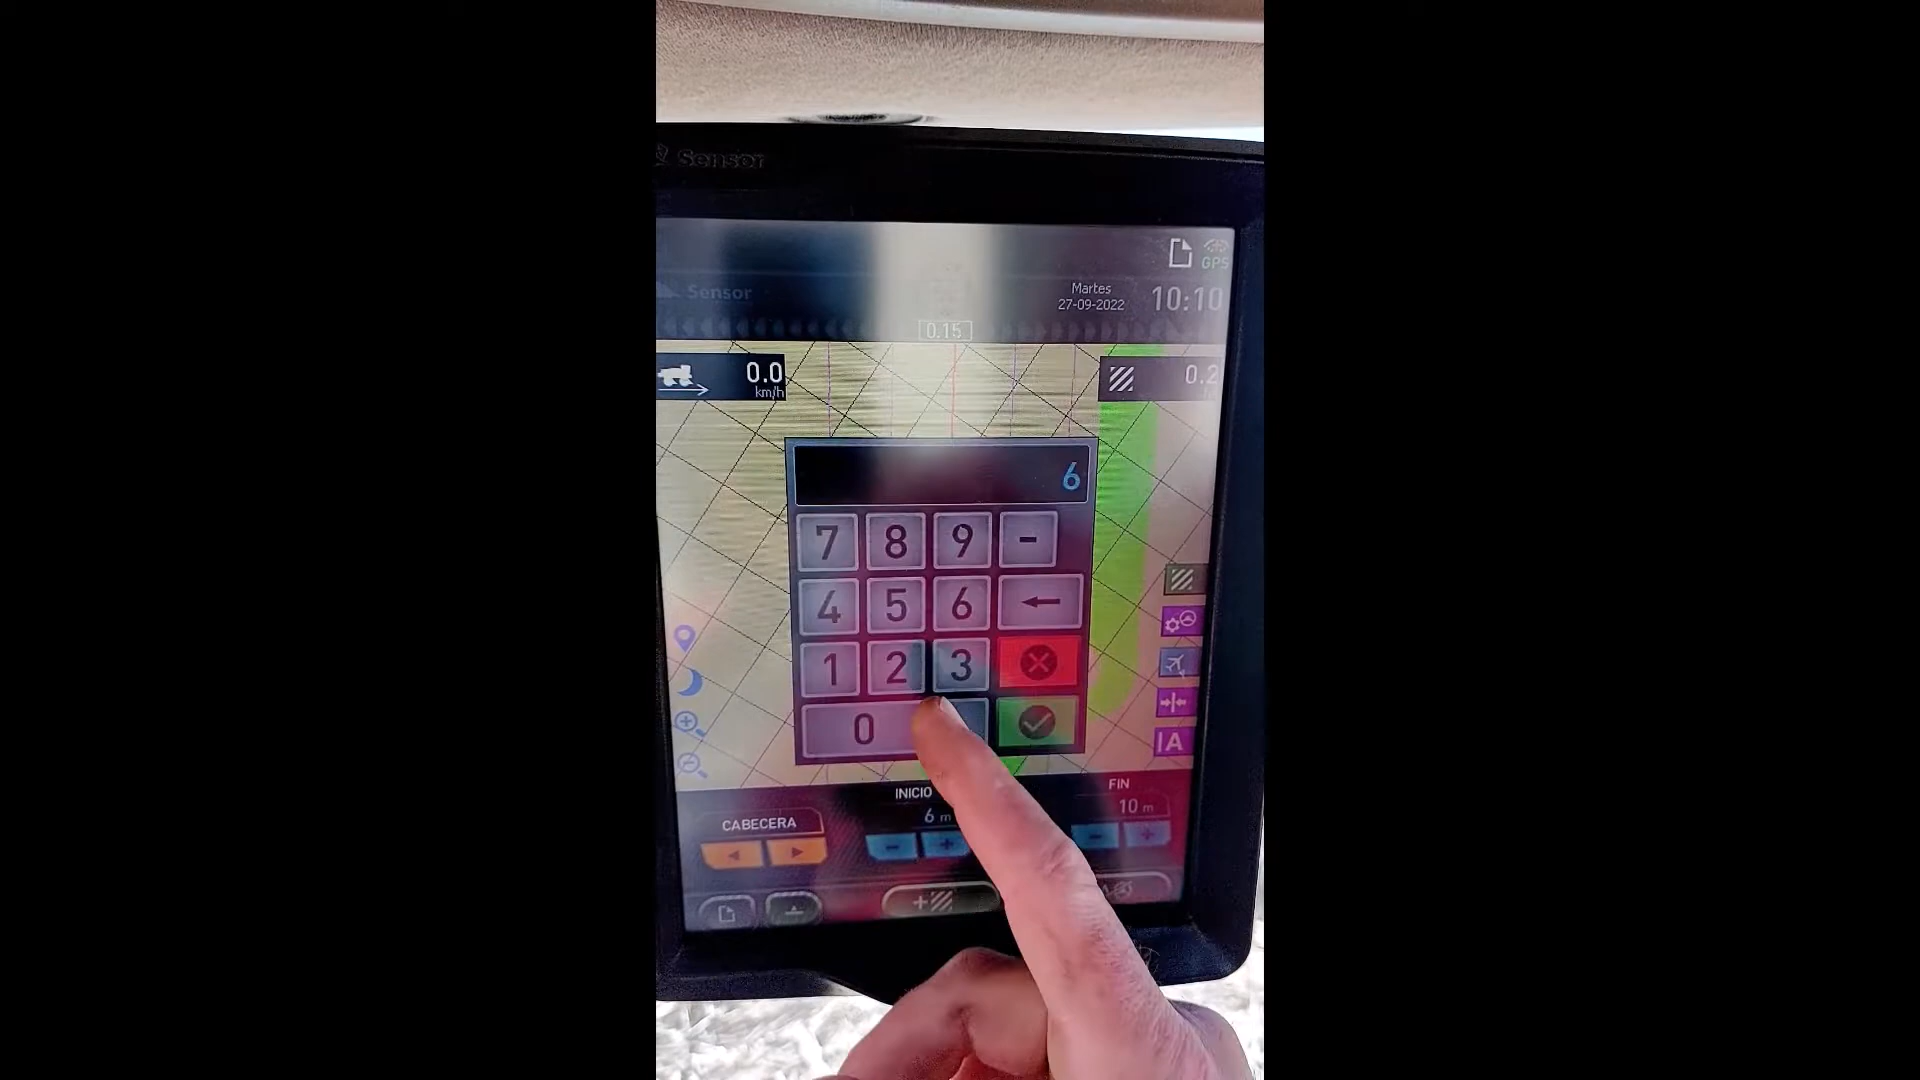 Sensor
GPS
Sensor
Martes
27-09-2022
10:10
0.15
0.0
km/h
0.2
6
7 8 9 -
4 5 6 ←
1 2 3
0
A
CABECERA
INICIO
6 m
- +
FIN
10 m
- +
+